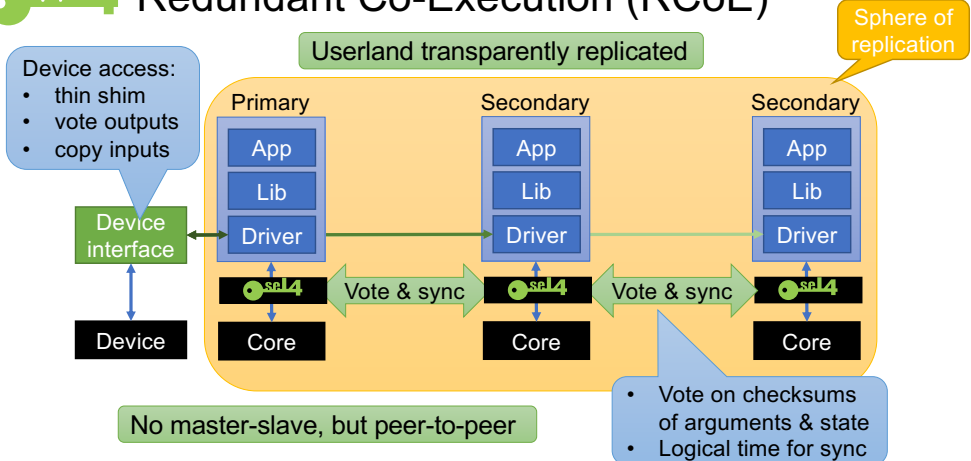 Redundant Co-Execution (RCoE)
Sphere of
replication
Userland transparently replicated
Device access:
• thin shim
• vote outputs
• copy inputs
Primary
Secondary
Secondary
App
Lib
Driver
App
Lib
Driver
App
Lib
Driver
Device
interface
seL4
Vote & sync
seL4
Vote & sync
seL4
Device
Core
Core
Core
No master-slave, but peer-to-peer
• Vote on checksums
of arguments & state
• Logical time for sync